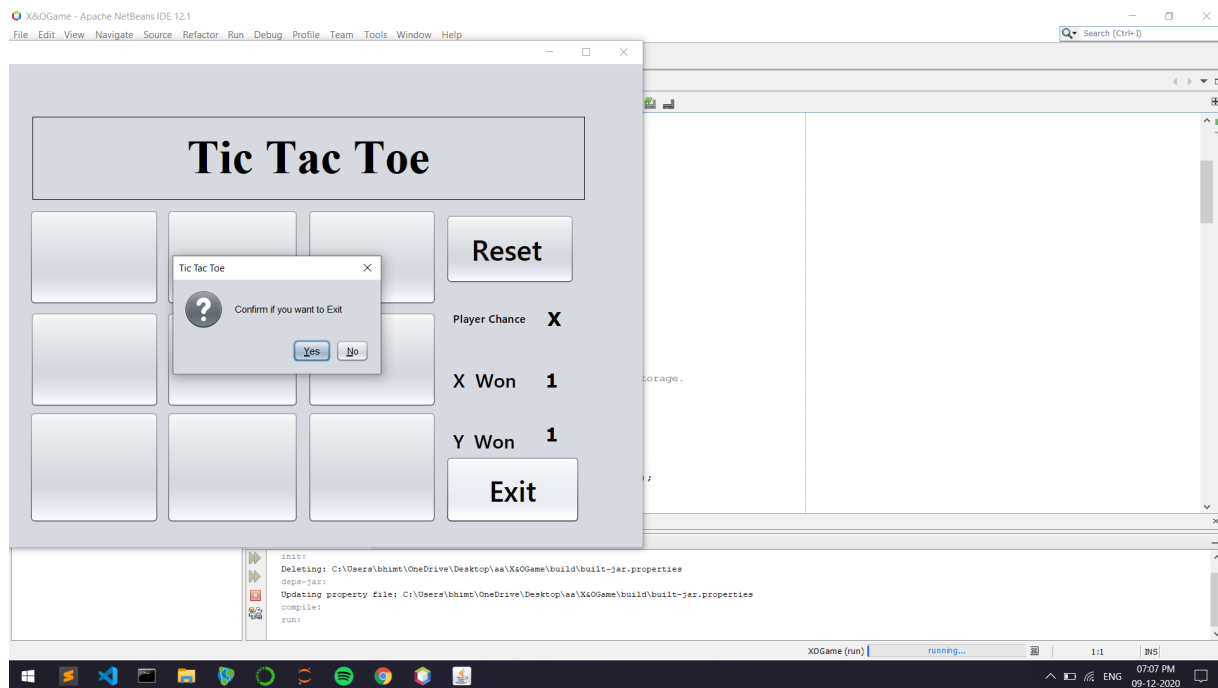 X&OGame - Apache NetBeans IDE 12.1
File Edit View Navigate Source Refactor Run Debug Profile Team Tools Window Help
Search (Ctrl+I)
Tic Tac Toe
Reset
Tic Tac Toe
Confirm if you want to Exit
Yes No
Player Chance X
X Won 1
torage.
Y Won 1
);
Exit
init:
Deleting: C:\Users\bhimt\OneDrive\Desktop\aa\X&OGame\build\built-jar.properties
deps-jar:
Updating property file: C:\Users\bhimt\OneDrive\Desktop\aa\X&OGame\build\built-jar.properties
compile:
run:
XOGame (run) running... 1:1 INS
ENG
07:07 PM
09-12-2020